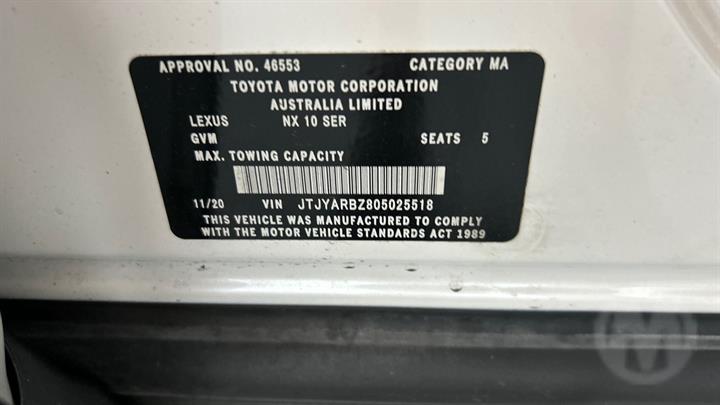 APPROVAL NO. 46553 CATEGORY MA
TOYOTA MOTOR CORPORATION
AUSTRALIA LIMITED
LEXUS NX 10 SER
GVM SEATS 5
MAX. TOWING CAPACITY
11/20 VIN JTJYARBZ805025518
THIS VEHICLE WAS MANUFACTURED TO COMPLY
WITH THE MOTOR VEHICLE STANDARDS ACT 1989
M